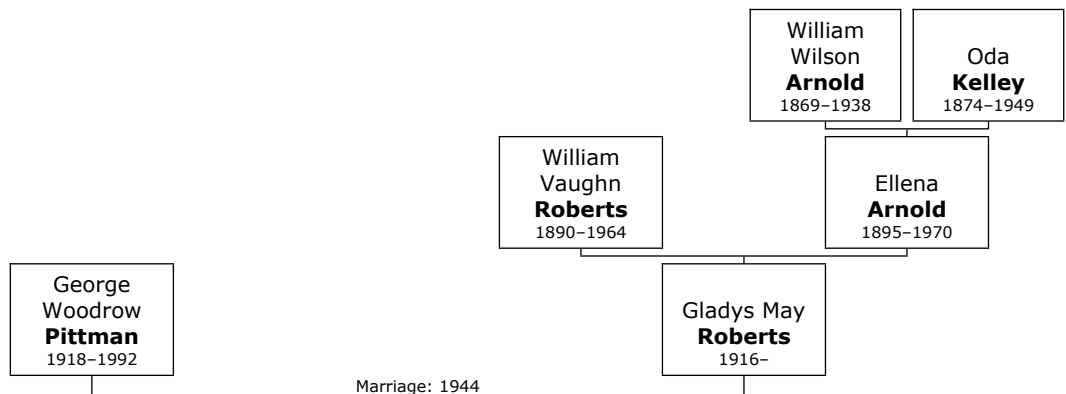 William
Wilson
Arnold
1869–1938
Oda
Kelley
1874–1949
William
Vaughn
Roberts
1890–1964
Ellena
Arnold
1895–1970
George
Woodrow
Pittman
1918–1992
Gladys May
Roberts
1916–
Marriage: 1944